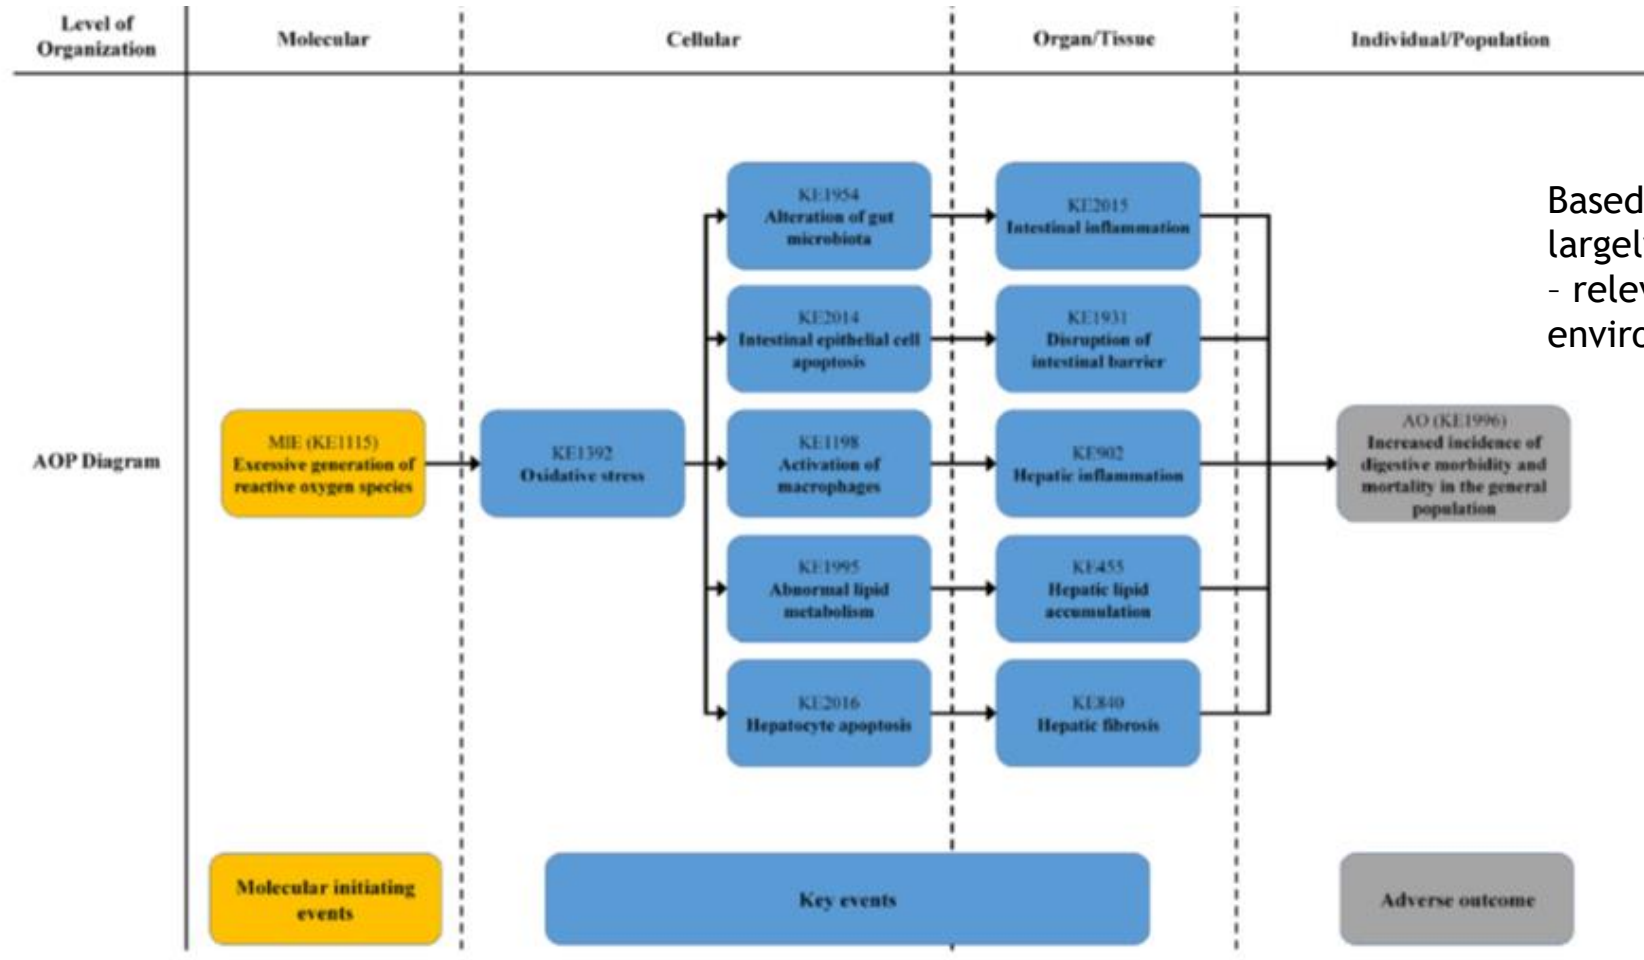 Level of
Organization
Molecular
Cellular
Organ/Tissue
Individual/Population
KE1954
Alteration of gut
microbiota
KE2015
Intestinal inflammation
Based
KE2014
Intestinal epithelial cell
apoptosis
KE1931
Disruption of
intestinal barrier
AOP Diagram
MIE (KE1115)
Excessive generation of
reactive oxygen species
KE1392
Oxidative stress
KE1198
Activation of
macrophages
KE902
Hepatic inflammation
AO (KE1996)
Increased incidence of
digestive morbidity and
mortality in the general
population
KE1995
Abnormal lipid
metabolism
KE455
Hepatic lipid
accumulation
KE2016
Hepatocyte apoptosis
KE840
Hepatic fibrosis
Molecular initiating
events
Key events
Adverse outcome